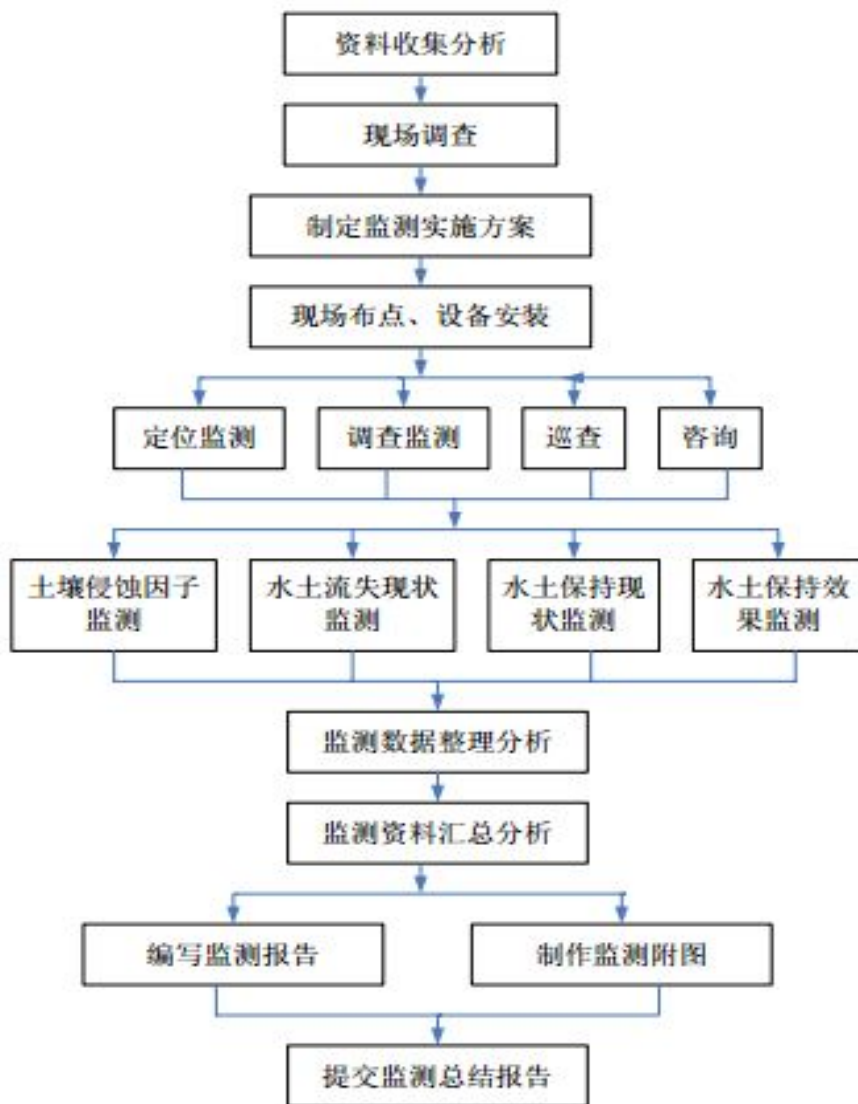 资料收集分析
现场调查
制定监测实施方案
现场布点、设备安装
定位监测
调查监测
巡查
咨询
土壤侵蚀因子
监测
水土流失现状
监测
水土保持现
状监测
水土保持效
果监测
监测数据整理分析
监测资料汇总分析
编写监测报告
制作监测附图
提交监测总结报告